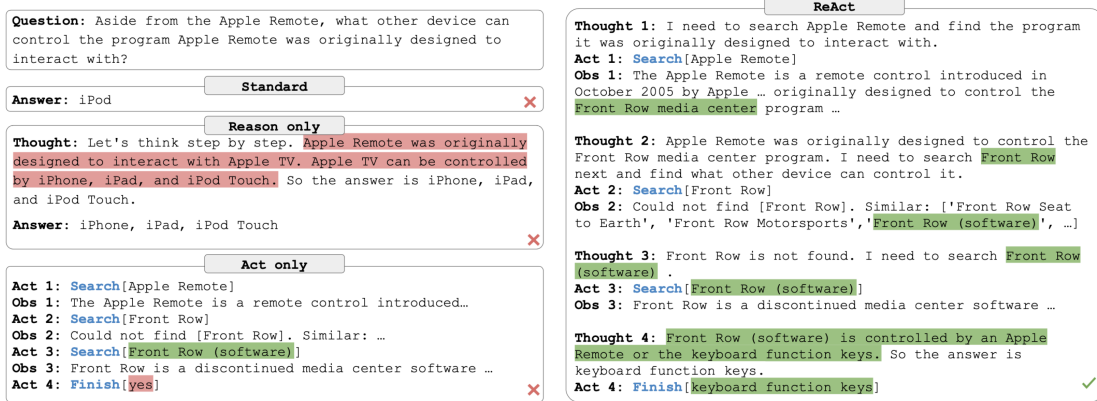 Question: Aside from the Apple Remote, what other device can
control the program Apple Remote was originally designed to
interact with?
Standard
Answer: iPod
Reason only
Thought: Let's think step by step. Apple Remote was originally
designed to interact with Apple TV. Apple TV can be controlled
by iPhone, iPad, and iPod Touch. So the answer is iPhone, iPad,
and iPod Touch.
Answer: iPhone, iPad, iPod Touch
Act only
Act 1: Search[Apple Remote]
Obs 1: The Apple Remote is a remote control introduced…
Act 2: Search[Front Row]
Obs 2: Could not find [Front Row]. Similar: …
Act 3: Search[Front Row (software)]
Obs 3: Front Row is a discontinued media center software …
Act 4: Finish[yes]
ReAct
Thought 1: I need to search Apple Remote and find the program
it was originally designed to interact with.
Act 1: Search[Apple Remote]
Obs 1: The Apple Remote is a remote control introduced in
October 2005 by Apple … originally designed to control the
Front Row media center program …
Thought 2: Apple Remote was originally designed to control the
Front Row media center program. I need to search Front Row
next and find what other device can control it.
Act 2: Search[Front Row]
Obs 2: Could not find [Front Row]. Similar: ['Front Row Seat
to Earth', 'Front Row Motorsports','Front Row (software)', …]
Thought 3: Front Row is not found. I need to search Front Row
(software) .
Act 3: Search[Front Row (software)]
Obs 3: Front Row is a discontinued media center software …
Thought 4: Front Row (software) is controlled by an Apple
Remote or the keyboard function keys. So the answer is
keyboard function keys.
Act 4: Finish[keyboard function keys]